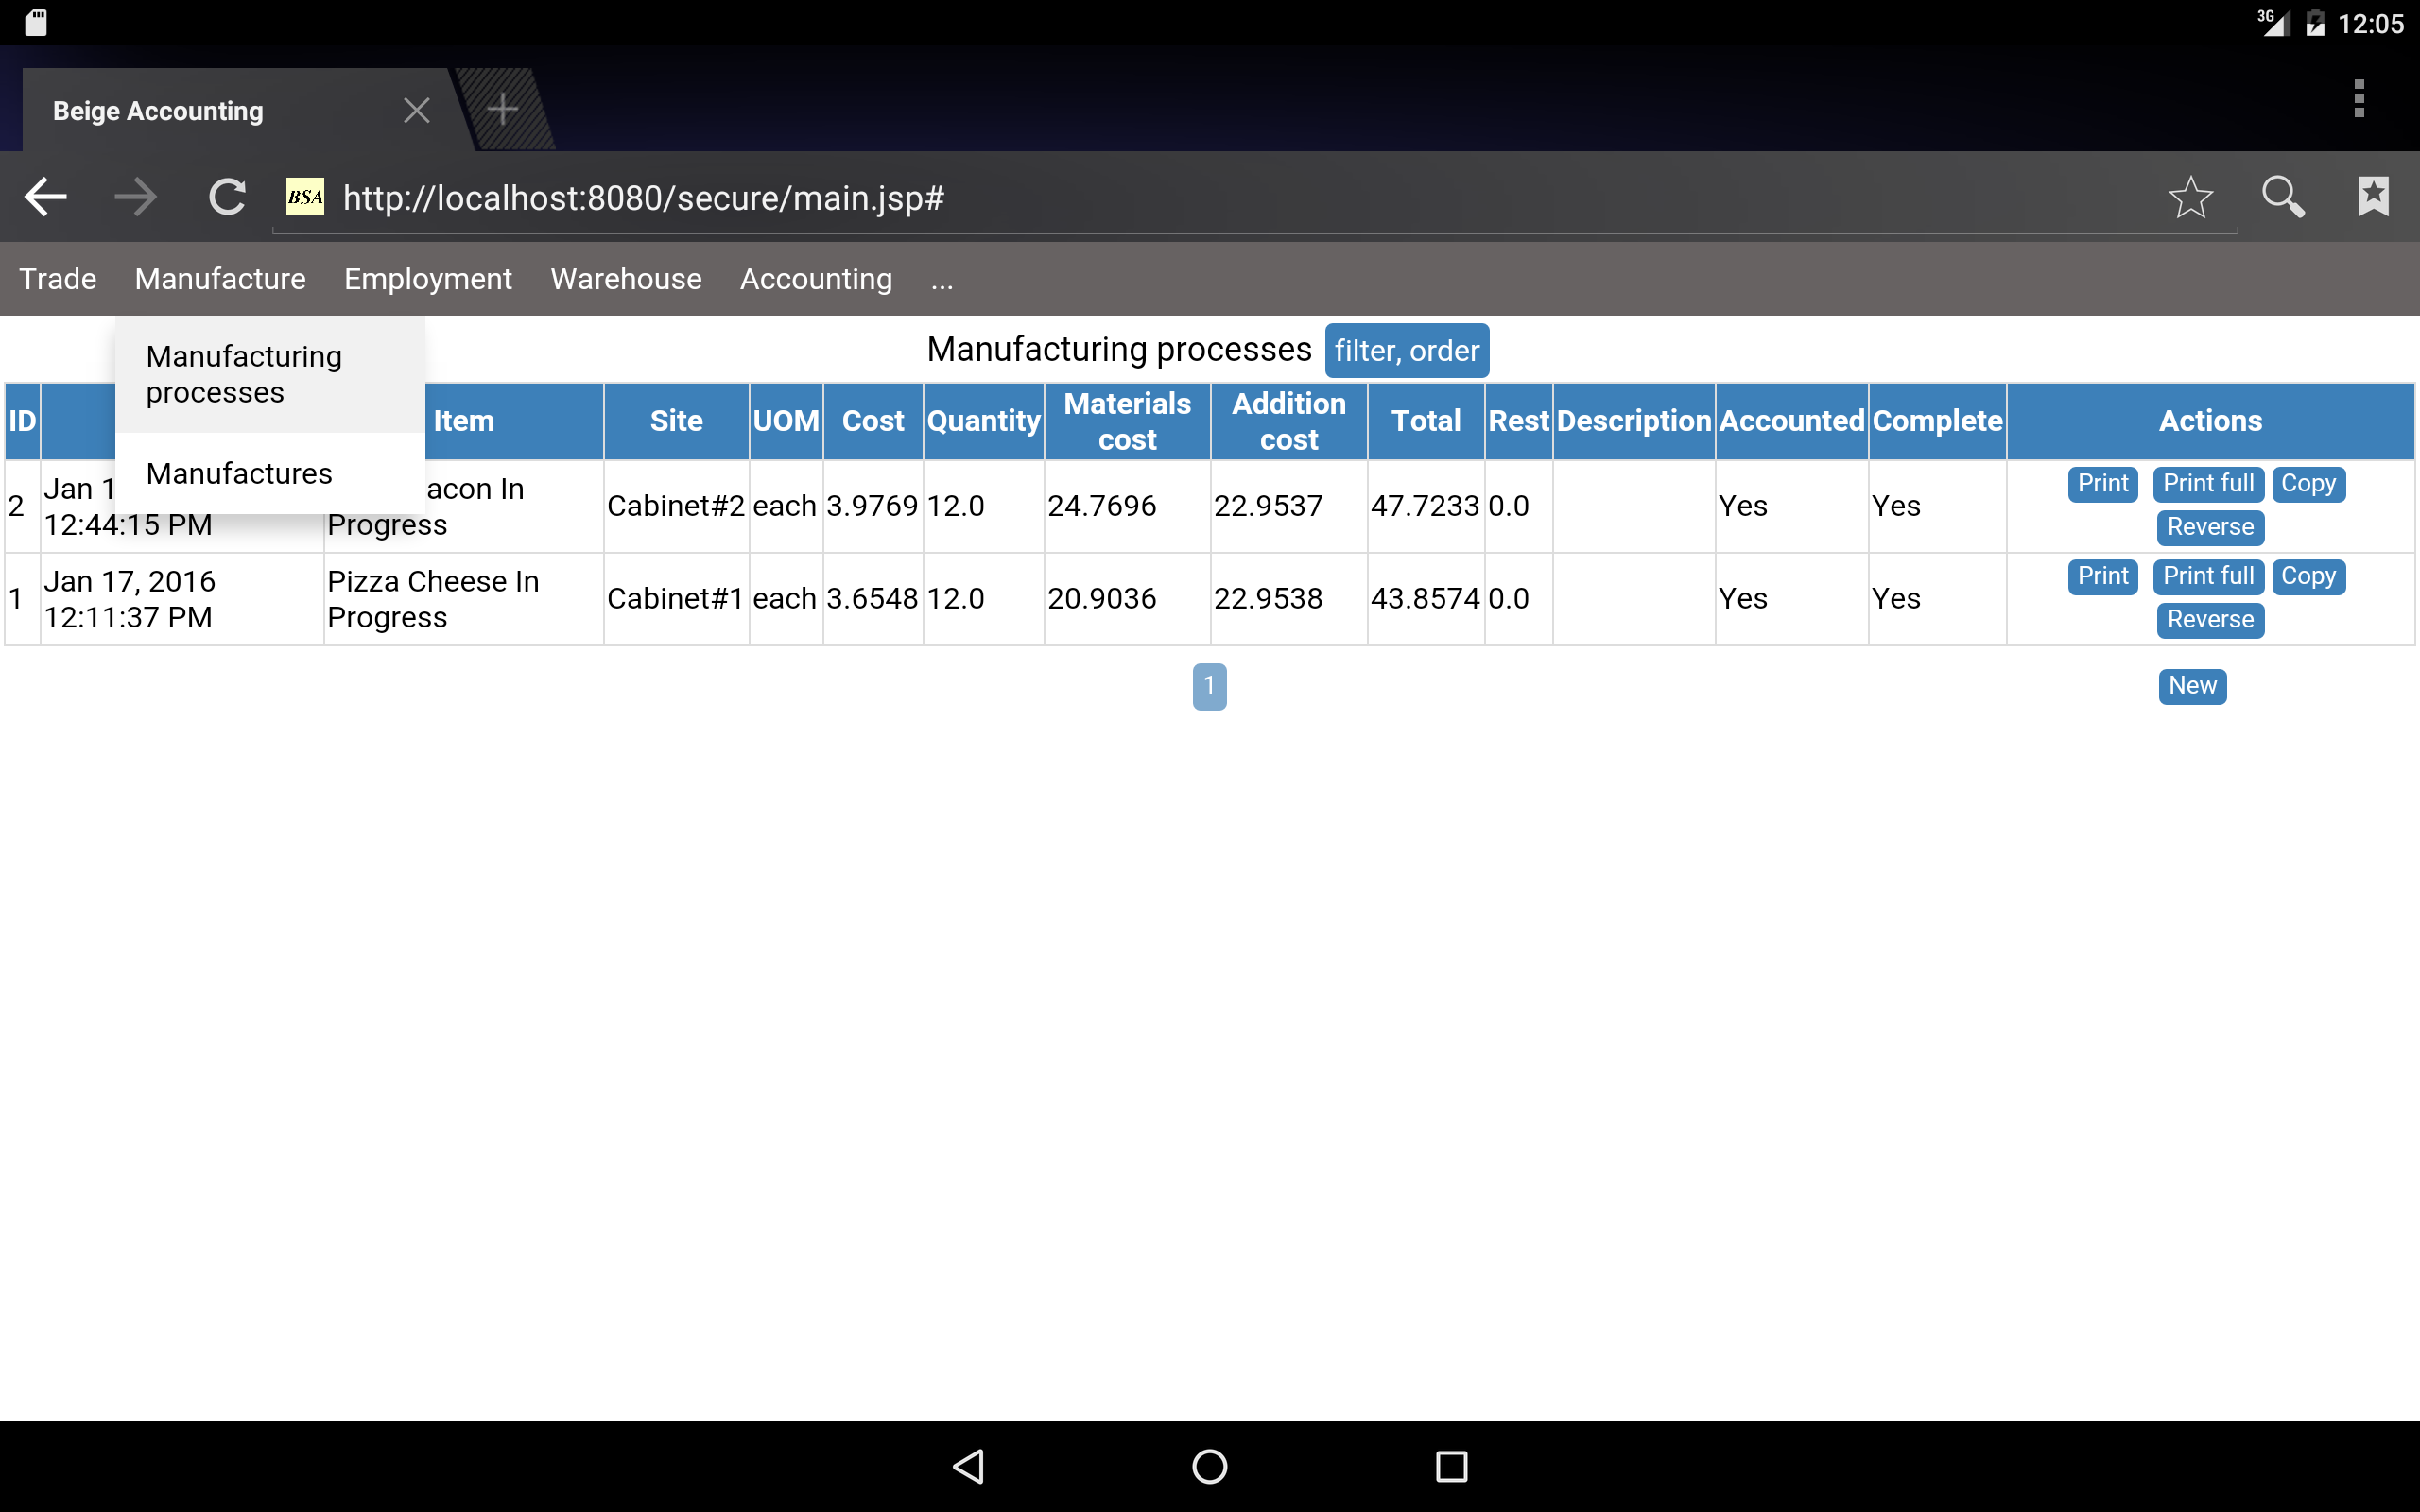 3G 12:05
Beige Accounting
BSA http://localhost:8080/secure/main.jsp#
Trade Manufacture Employment Warehouse Accounting ...
Manufacturing
processes
Manufactures
Manufacturing processes filter, order
ID Item Site UOM Cost Quantity Materials cost Addition cost Total Rest Description Accounted Complete Actions
2 Jan 1 12:44:15 PM acon In Progress Cabinet#2 each 3.9769 12.0 24.7696 22.9537 47.7233 0.0 Yes Yes Print Print full Copy Reverse
1 Jan 17, 2016 12:11:37 PM Pizza Cheese In Progress Cabinet#1 each 3.6548 12.0 20.9036 22.9538 43.8574 0.0 Yes Yes Print Print full Copy Reverse
1 New